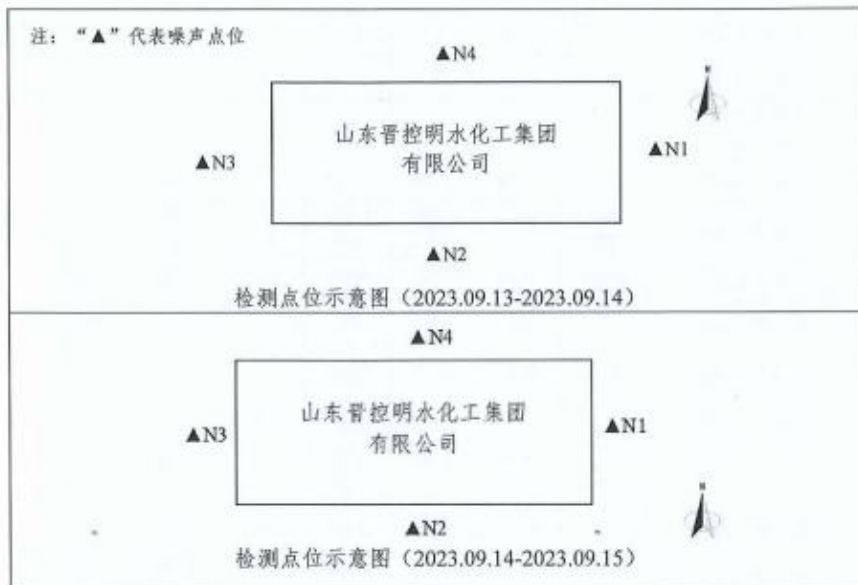 注：“▲”代表噪声点位
▲N4
N
山东晋控明水化工集团
有限公司
▲N3
▲N1
▲N2
检测点位示意图（2023.09.13-2023.09.14）
▲N4
山东晋控明水化工集团
有限公司
▲N3
▲N1
N
▲N2
检测点位示意图（2023.09.14-2023.09.15）